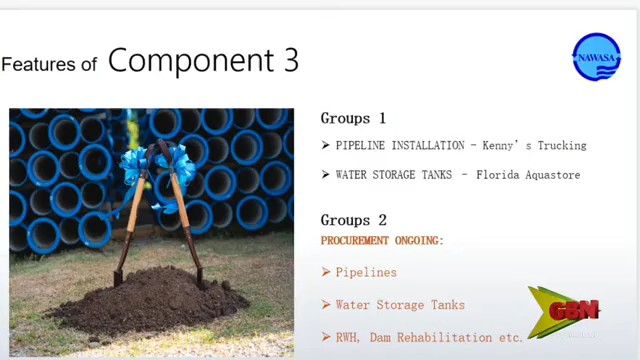 Features of Component 3
NAWASA
Groups 1
➢ PIPELINE INSTALLATION – Kenny’s Trucking
➢ WATER STORAGE TANKS – Florida Aquastore
Groups 2
PROCUREMENT ONGOING:
➢ Pipelines
➢ Water Storage Tanks
➢ RWH, Dam Rehabilitation etc.
GBN